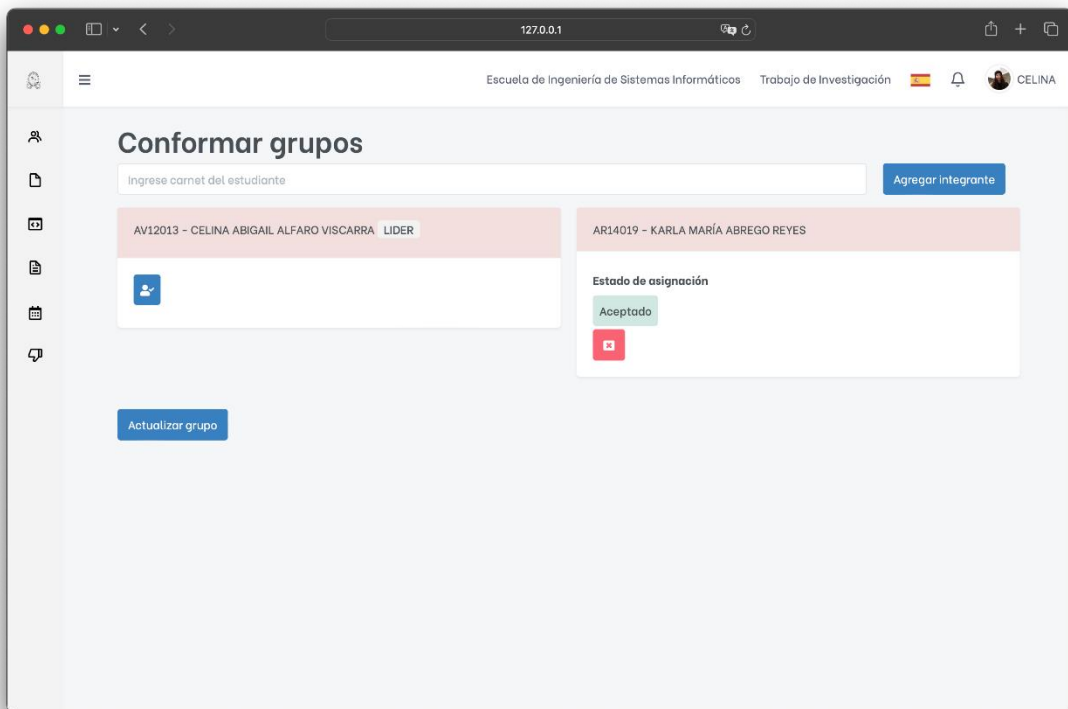 127.0.0.1
Escuela de Ingeniería de Sistemas Informáticos Trabajo de Investigación CELINA
Conformar grupos
Ingrese carnet del estudiante Agregar integrante
AV12013 - CELINA ABIGAIL ALFARO VISCARRA LIDER
AR14019 - KARLA MARÍA ABREGO REYES
Estado de asignación
Aceptado
Actualizar grupo